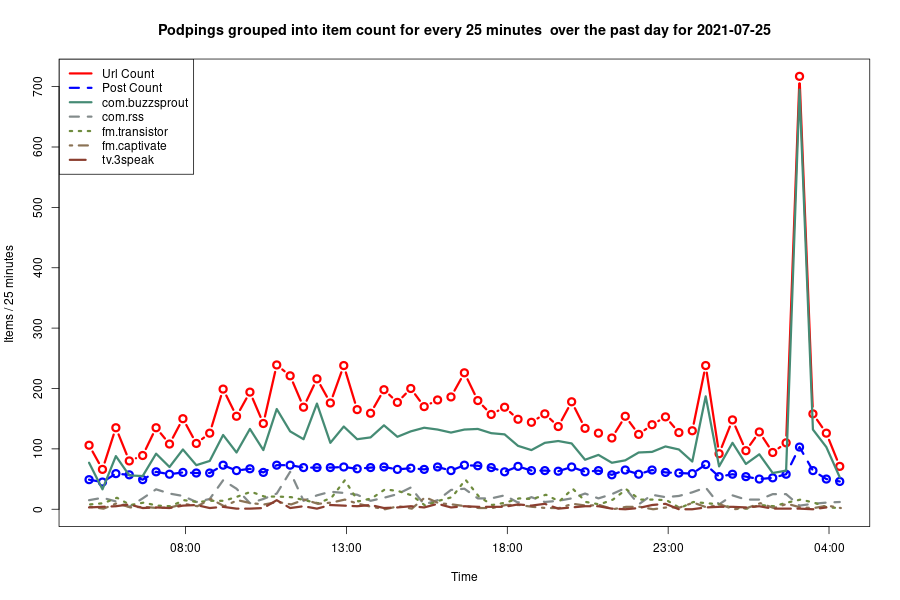 Podpings grouped into item count for every 25 minutes  over the past day for 2021-07-25
Url Count
Post Count
com.buzzsprout
com.rss
fm.transistor
fm.captivate
tv.3speak
700
600
500
400
300
200
100
0
Items / 25 minutes
08:00 13:00 18:00 23:00 04:00
Time